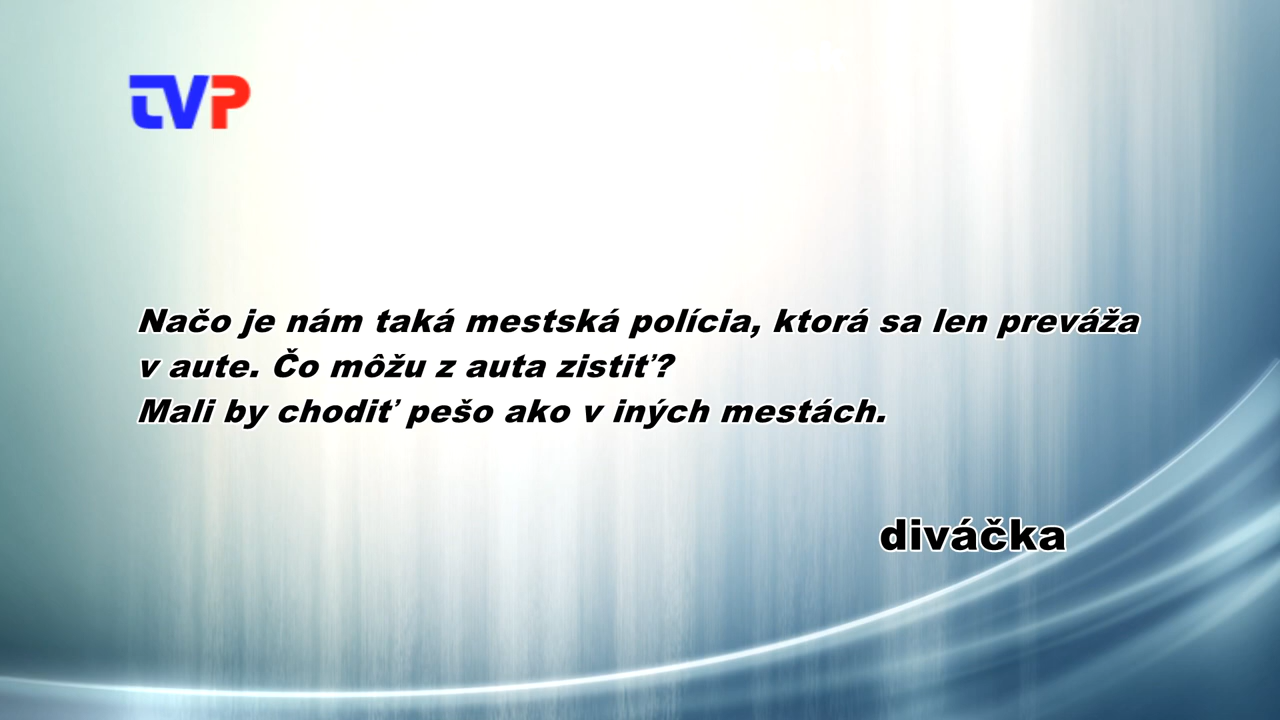 TVP
Načo je nám taká mestská polícia, ktorá sa len preváža
v aute. Čo môžu z auta zistiť?
Mali by chodiť pešo ako v iných mestách.
diváčka